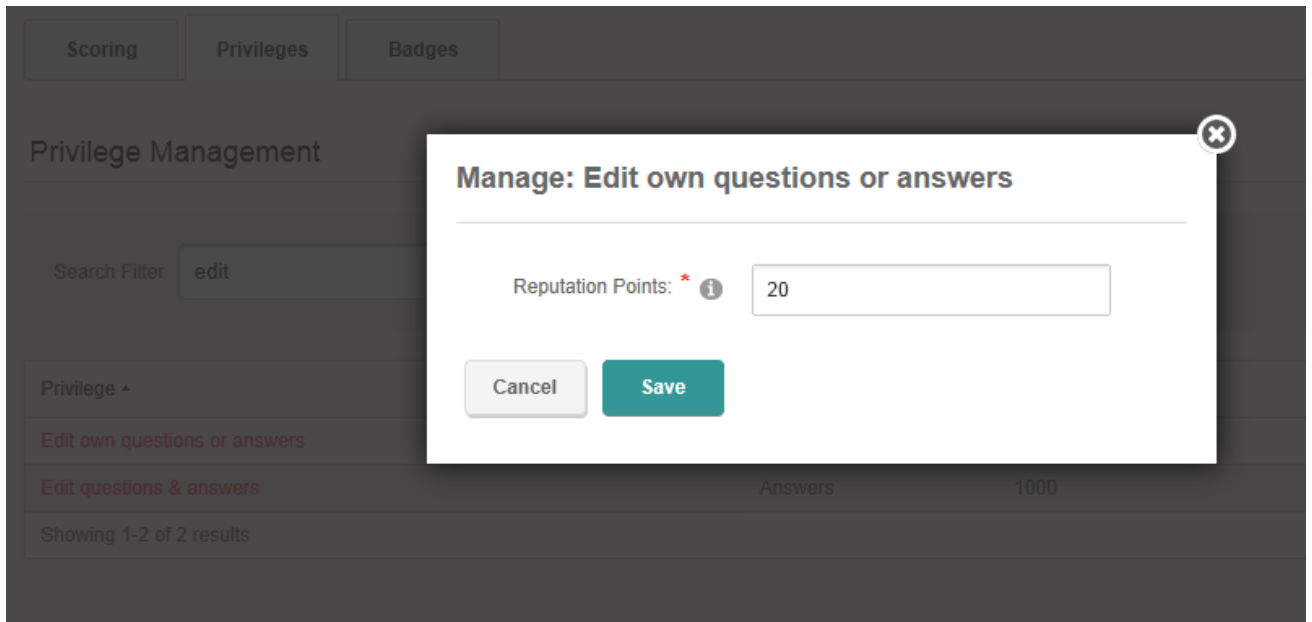 Scoring Privileges Badges
Privilege Management
Manage: Edit own questions or answers
Search Filter edit
Reputation Points: * 20
Cancel Save
Privilege
Edit own questions or answers
Edit questions & answers Answers 1000
Showing 1-2 of 2 results